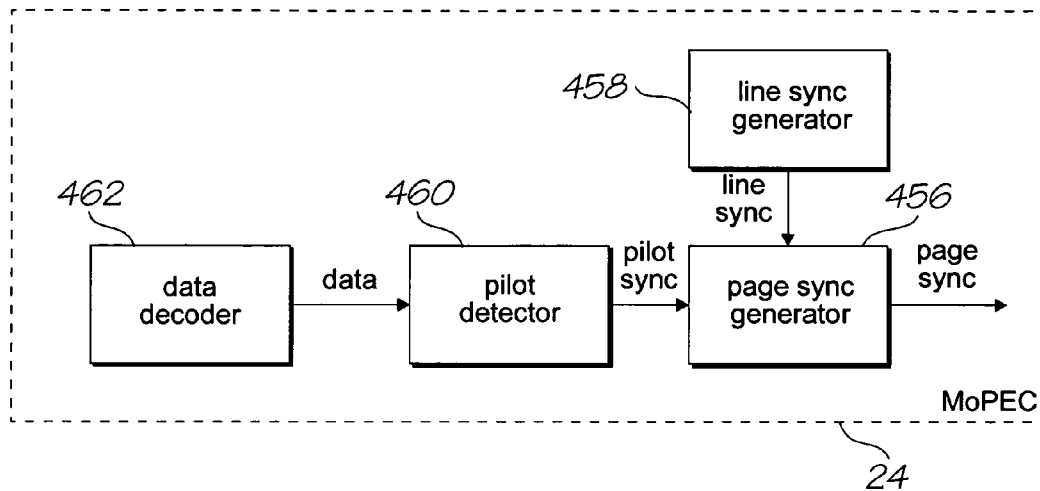 458
line sync
generator
462
460
line
sync
456
data
decoder
data
pilot
detector
pilot
sync
page sync
generator
page
sync
MoPEC
24